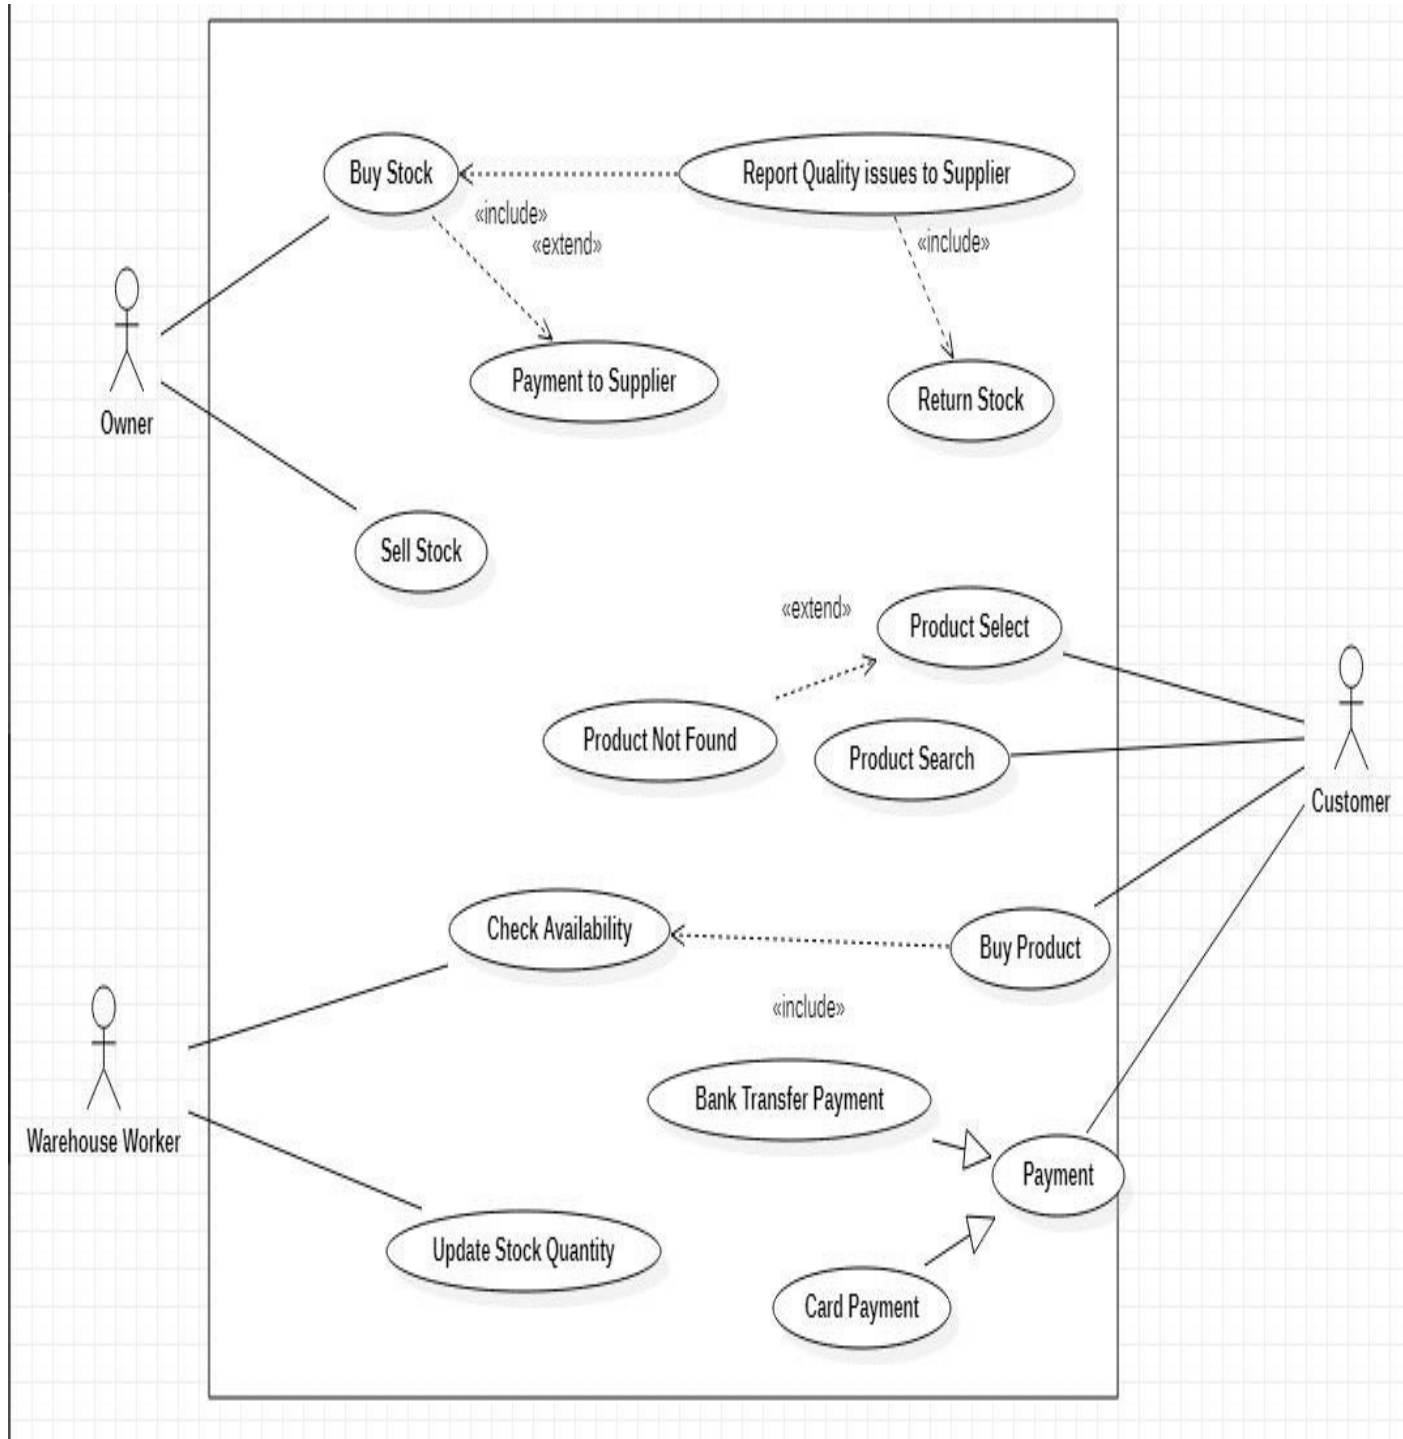 Buy Stock
Report Quality issues to Supplier
«include»
«extend»
«include»
Payment to Supplier
Return Stock
Owner
Sell Stock
«extend»
Product Select
Product Not Found
Product Search
Customer
Check Availability
Buy Product
«include»
Bank Transfer Payment
Warehouse Worker
Payment
Update Stock Quantity
Card Payment